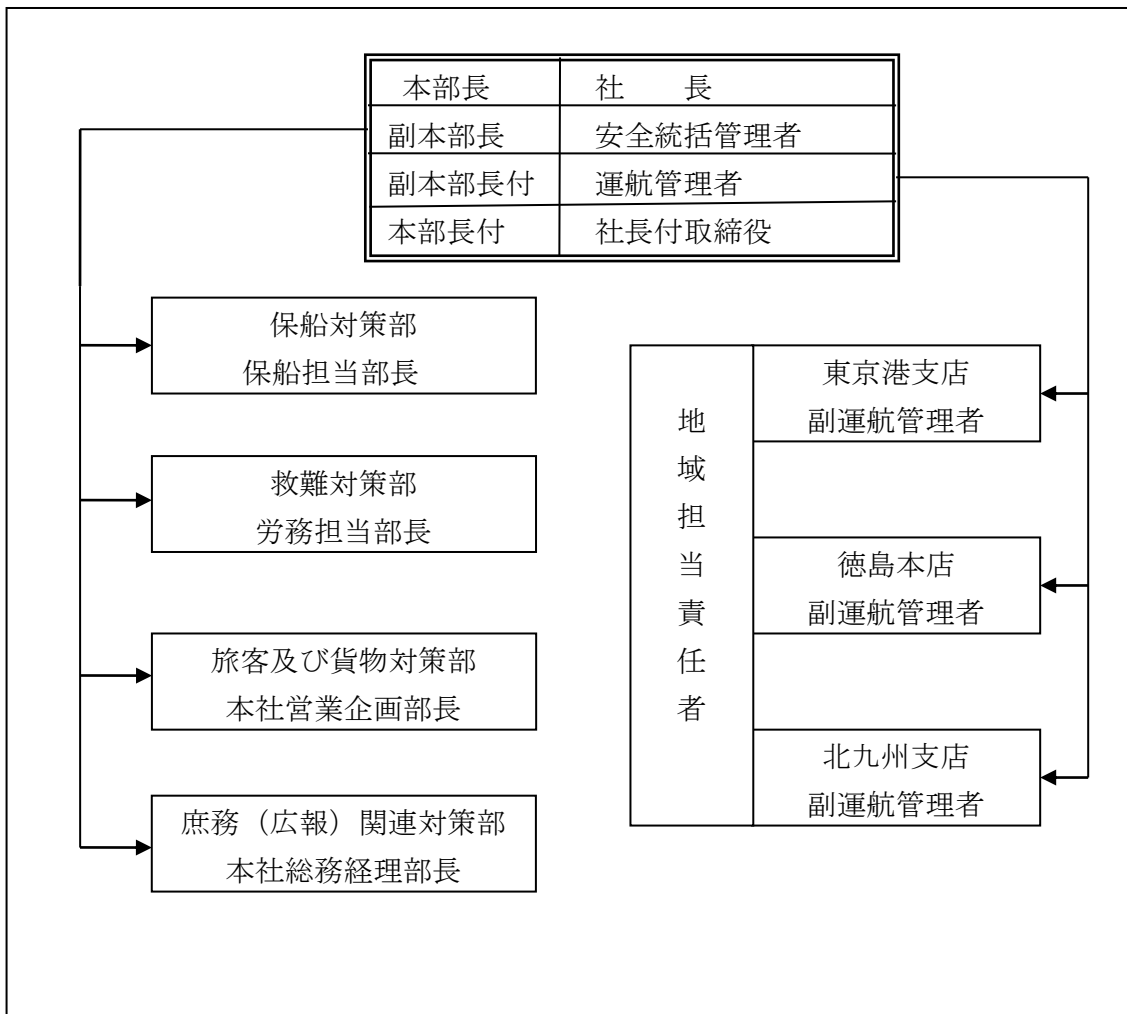 本部長 社　　長
副本部長 安全統括管理者
副本部長付 運航管理者
本部長付 社長付取締役
保船対策部
保船担当部長
救難対策部
労務担当部長
旅客及び貨物対策部
本社営業企画部長
庶務（広報）関連対策部
本社総務経理部長
地域担当責任者
東京港支店
副運航管理者
徳島本店
副運航管理者
北九州支店
副運航管理者